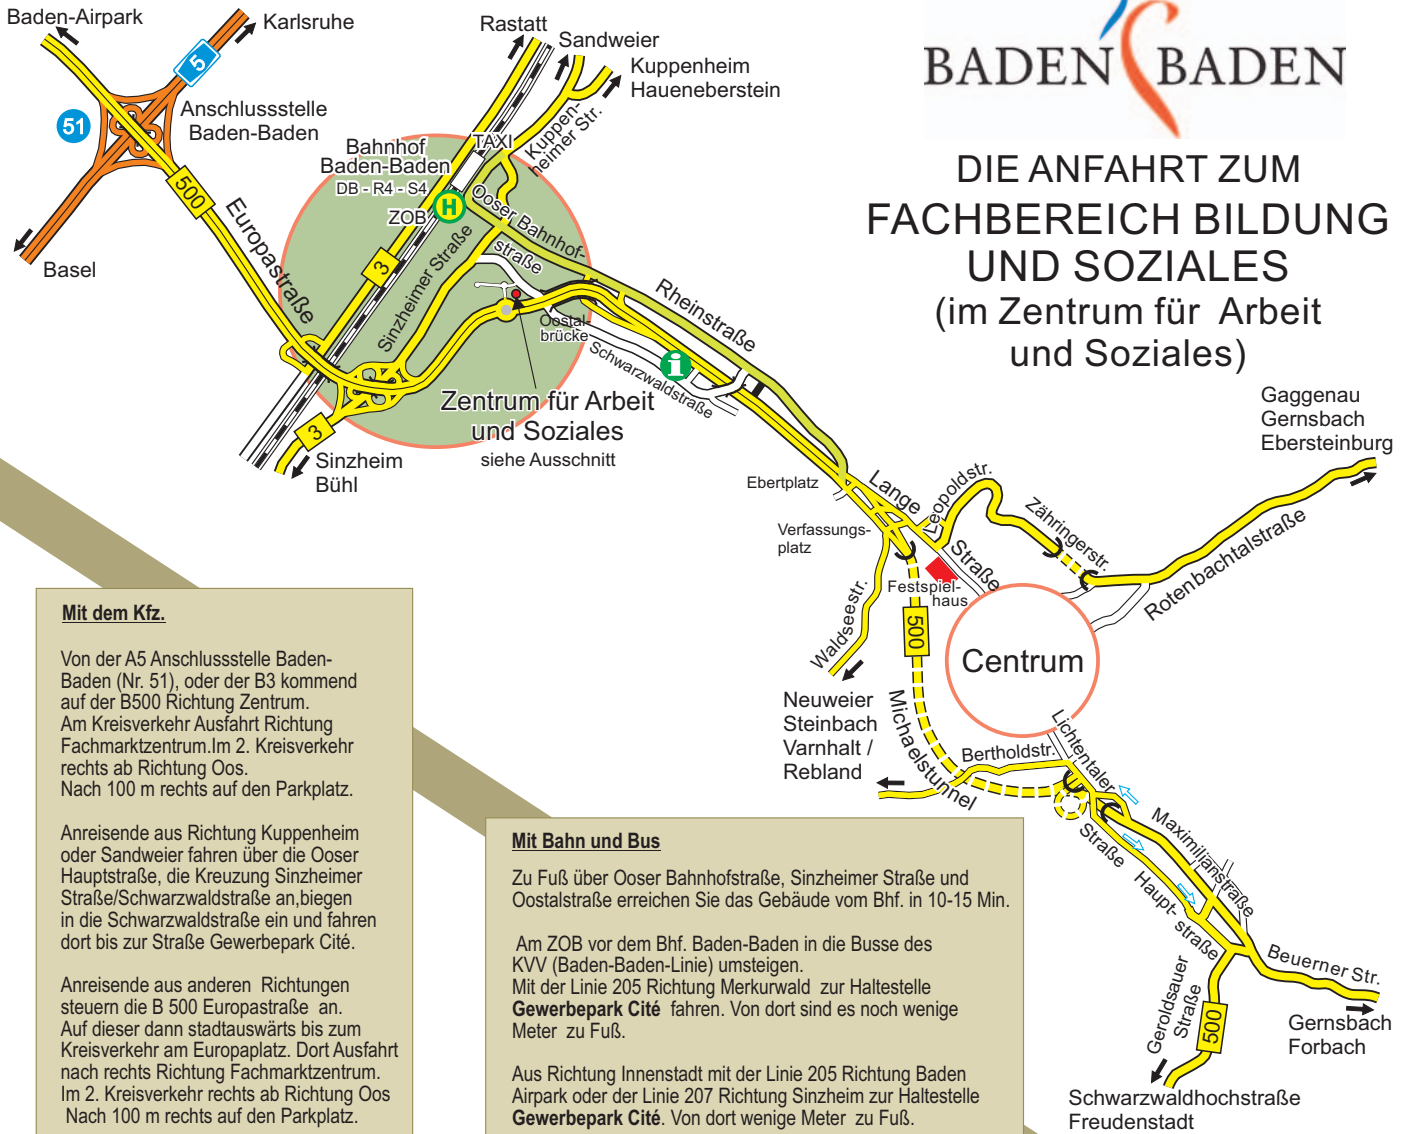 Baden-Airpark
Karlsruhe
5
Anschlussstelle
Baden-Baden
51
Basel
500
Europastraße
Rastatt
Sandweier
Kuppenheim
Haueneberstein
Kuppen-
heimer Str.
TAXI
Bahnhof
Baden-Baden
DB - R4 - S4
ZOB
H
Ooser Bahnhof-
straße
3
Sinzheimer Straße
Rheinstraße
Oostal-
brücke
Schwarzwaldstraße
i
Zentrum für Arbeit
und Soziales
siehe Ausschnitt
3
Sinzheim
Bühl
BADEN BADEN
DIE ANFAHRT ZUM
FACHBEREICH BILDUNG
UND SOZIALES
(im Zentrum für Arbeit
und Soziales)
Gaggenau
Gernsbach
Ebersteinburg
Ebertplatz
Lange
Straße
Leopoldstr.
Zähringerstr.
Rotenbachtalstraße
Verfassungs-
platz
Festspiel-
haus
Waldseestr.
500
Centrum
Neuweier
Steinbach
Varnhalt /
Rebland
Michaelstunnel
Bertholdstr.
Lichtentaler
Straße
Maximilianstraße
Haupt-
straße
Beuerner Str.
Geroldsauer
Straße
500
Gernsbach
Forbach
Schwarzwaldhochstraße
Freudenstadt
Mit dem Kfz.
Von der A5 Anschlussstelle Baden-
Baden (Nr. 51), oder der B3 kommend
auf der B500 Richtung Zentrum.
Am Kreisverkehr Ausfahrt Richtung
Fachmarktzentrum.Im 2. Kreisverkehr
rechts ab Richtung Oos.
Nach 100 m rechts auf den Parkplatz.
Anreisende aus Richtung Kuppenheim
oder Sandweier fahren über die Ooser
Hauptstraße, die Kreuzung Sinzheimer
Straße/Schwarzwaldstraße an,biegen
in die Schwarzwaldstraße ein und fahren
dort bis zur Straße Gewerbepark Cité.
Anreisende aus anderen Richtungen
steuern die B 500 Europastraße an.
Auf dieser dann stadtauswärts bis zum
Kreisverkehr am Europaplatz. Dort Ausfahrt
nach rechts Richtung Fachmarktzentrum.
Im 2. Kreisverkehr rechts ab Richtung Oos
Nach 100 m rechts auf den Parkplatz.
Mit Bahn und Bus
Zu Fuß über Ooser Bahnhofstraße, Sinzheimer Straße und
Oostalstraße erreichen Sie das Gebäude vom Bhf. in 10-15 Min.
Am ZOB vor dem Bhf. Baden-Baden in die Busse des
KVV (Baden-Baden-Linie) umsteigen.
Mit der Linie 205 Richtung Merkurwald zur Haltestelle
Gewerbepark Cité fahren. Von dort sind es noch wenige
Meter zu Fuß.
Aus Richtung Innenstadt mit der Linie 205 Richtung Baden
Airpark oder der Linie 207 Richtung Sinzheim zur Haltestelle
Gewerbepark Cité. Von dort wenige Meter zu Fuß.